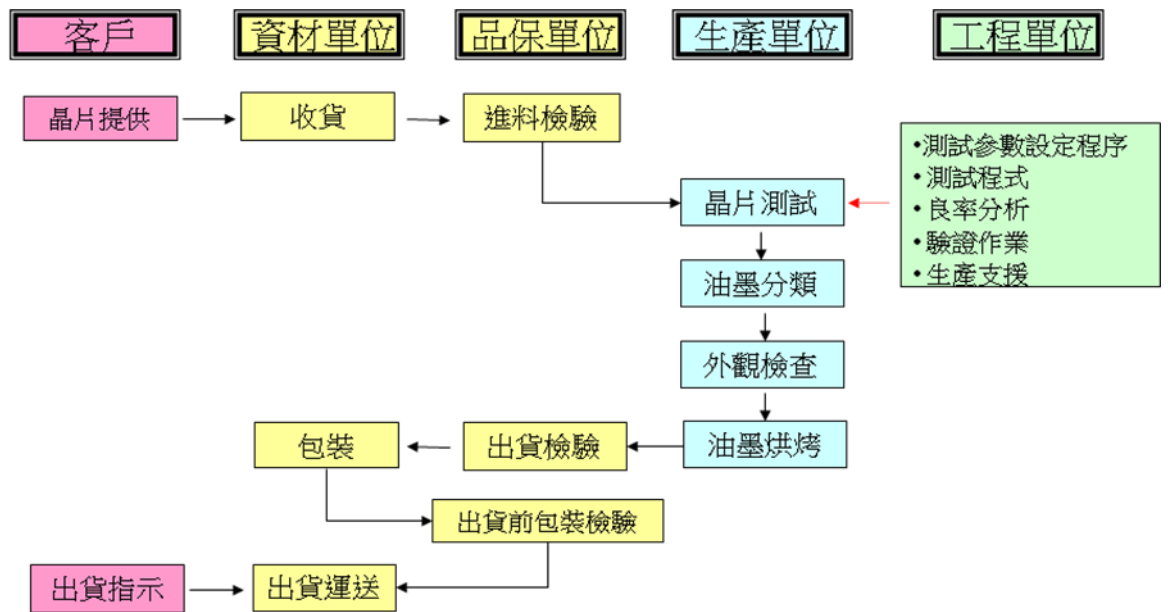 客戶
資材單位
品保單位
生產單位
工程單位
晶片提供
收貨
進料檢驗
•測試參數設定程序
•測試程式
•良率分析
•驗證作業
•生產支援
晶片測試
油墨分類
外觀檢查
包裝
出貨檢驗
油墨烘烤
出貨前包裝檢驗
出貨指示
出貨運送